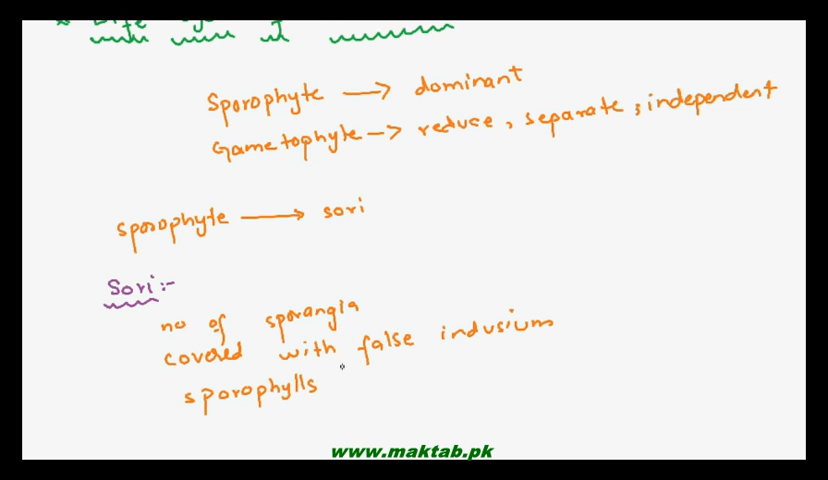 Sporophyte → dominant
Gametophyte → reduce, separate, independent
sporophyte → sori
Sori:-
no of sporangia
covered with false indusium
sporophylls
www.maktab.pk